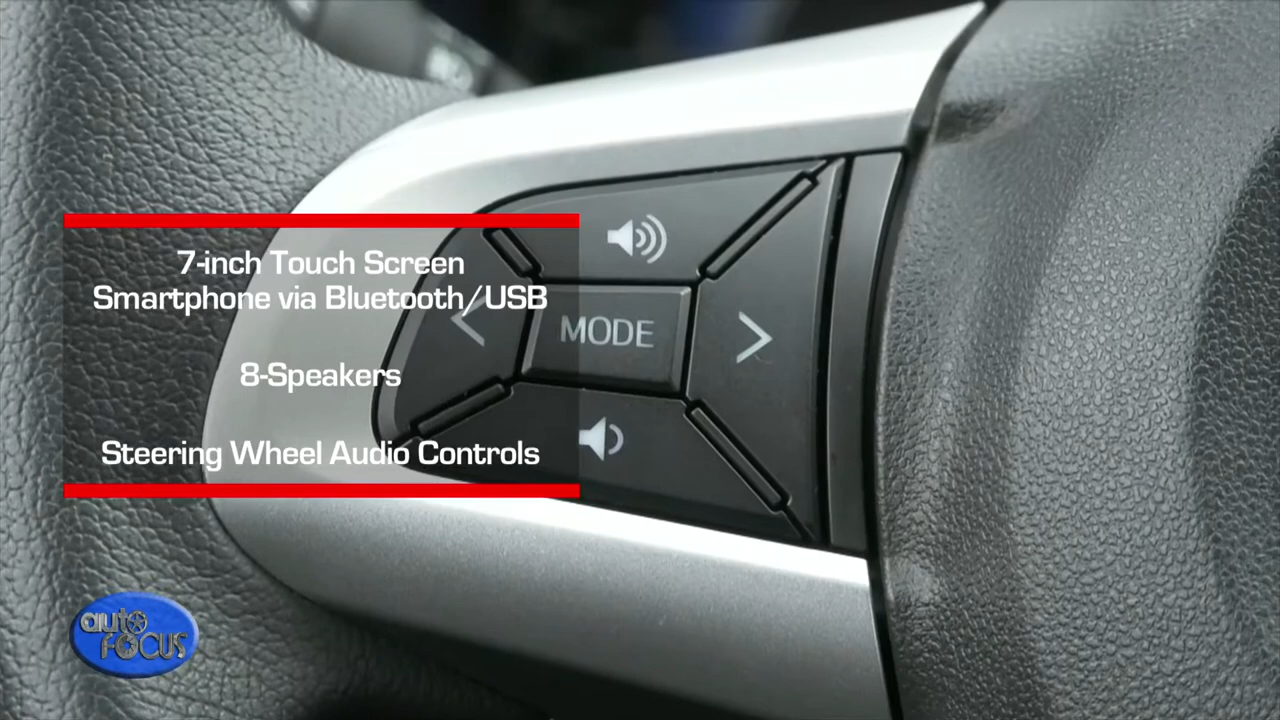 7-inch Touch Screen
Smartphone via Bluetooth/USB
8-Speakers
Steering Wheel Audio Controls
MODE
auto
FOCUS